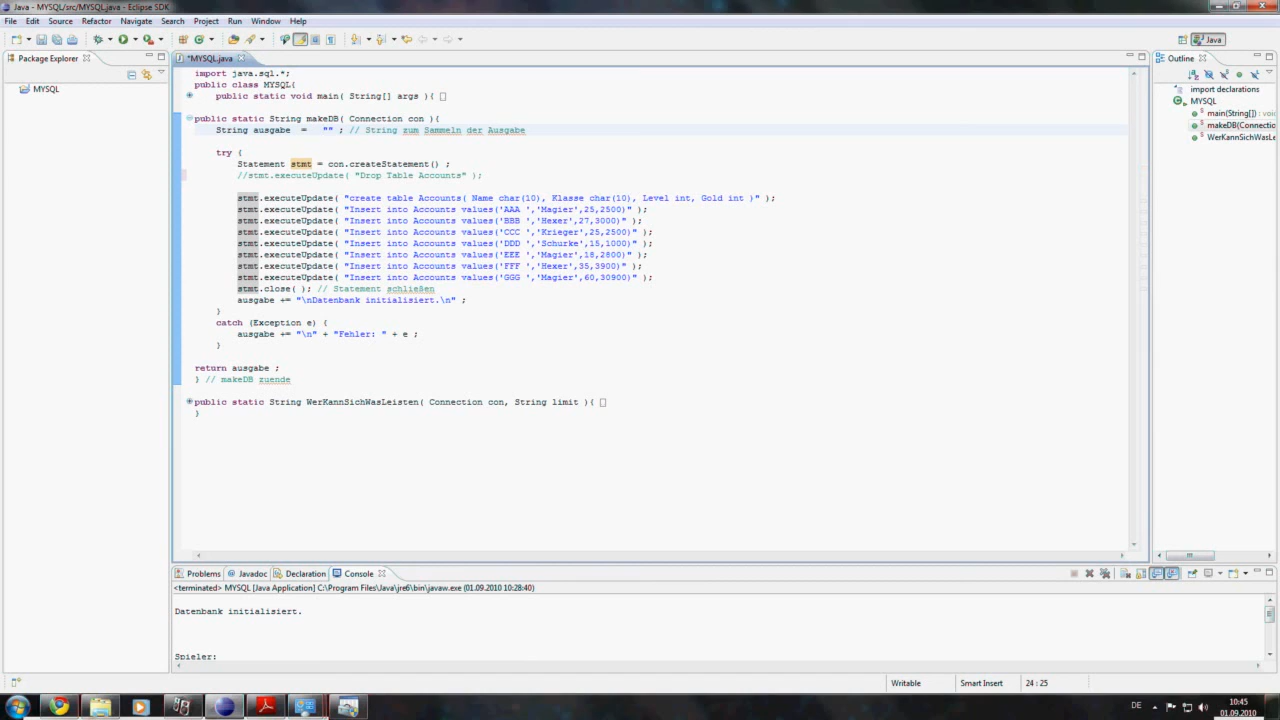 Java - MYSQL/src/MYSQL.java - Eclipse SDK
File Edit Source Refactor Navigate Search Project Run Window Help
Java
Package Explorer
MYSQL
*MYSQL.java
import java.sql.*;
public class MYSQL{
public static void main( String[] args ){
public static String makeDB( Connection con ){
String ausgabe = "" ; // String zum Sammeln der Ausgabe
try {
Statement stmt = con.createStatement() ;
//stmt.executeUpdate( "Drop Table Accounts" );
stmt.executeUpdate( "create table Accounts( Name char(10), Klasse char(10), Level int, Gold int )" );
stmt.executeUpdate( "Insert into Accounts values('AAA ','Magier',25,2500)" );
stmt.executeUpdate( "Insert into Accounts values('BBB ','Hexer',27,3000)" );
stmt.executeUpdate( "Insert into Accounts values('CCC ','Krieger',25,2500)" );
stmt.executeUpdate( "Insert into Accounts values('DDD ','Schurke',15,1000)" );
stmt.executeUpdate( "Insert into Accounts values('EEE ','Magier',18,2800)" );
stmt.executeUpdate( "Insert into Accounts values('FFF ','Hexer',35,3900)" );
stmt.executeUpdate( "Insert into Accounts values('GGG ','Magier',60,30900)" );
stmt.close( ); // Statement schließen
ausgabe += "\nDatenbank initialisiert.\n" ;
}
catch (Exception e) {
ausgabe += "\n" + "Fehler: " + e ;
}
return ausgabe ;
} // makeDB zuende
public static String WerKannSichWasLeisten( Connection con, String limit ){
}
Outline
import declarations
MYSQL
main(String[]) : voi
makeDB(Connectio
WerKannSichWasLe
Problems Javadoc Declaration Console
<terminated> MYSQL [Java Application] C:\Program Files\Java\jre6\bin\javaw.exe (01.09.2010 10:28:40)
Datenbank initialisiert.
Spieler:
Writable Smart Insert 24 : 25
DE
10:45
01.09.2010